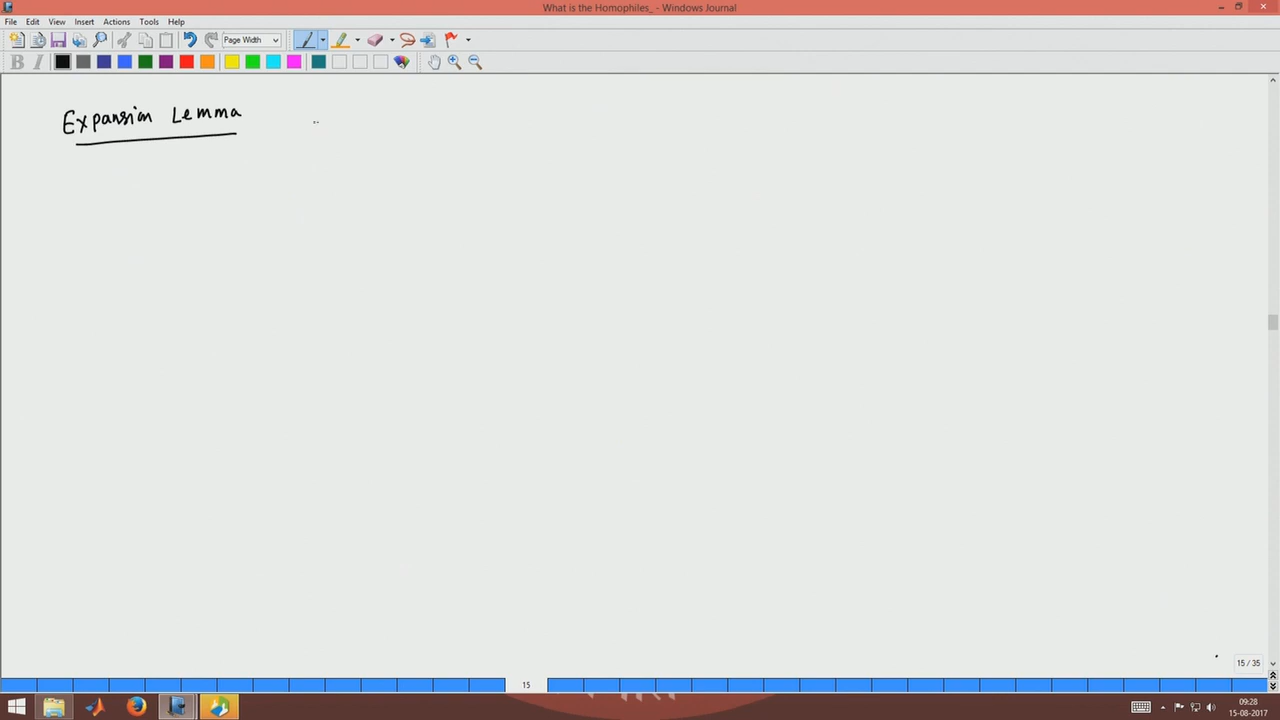 What is the Homophiles_ - Windows Journal
File Edit View Insert Actions Tools Help
Page Width
B I
Expansion Lemma
15 / 35
15
09:28
15-08-2017